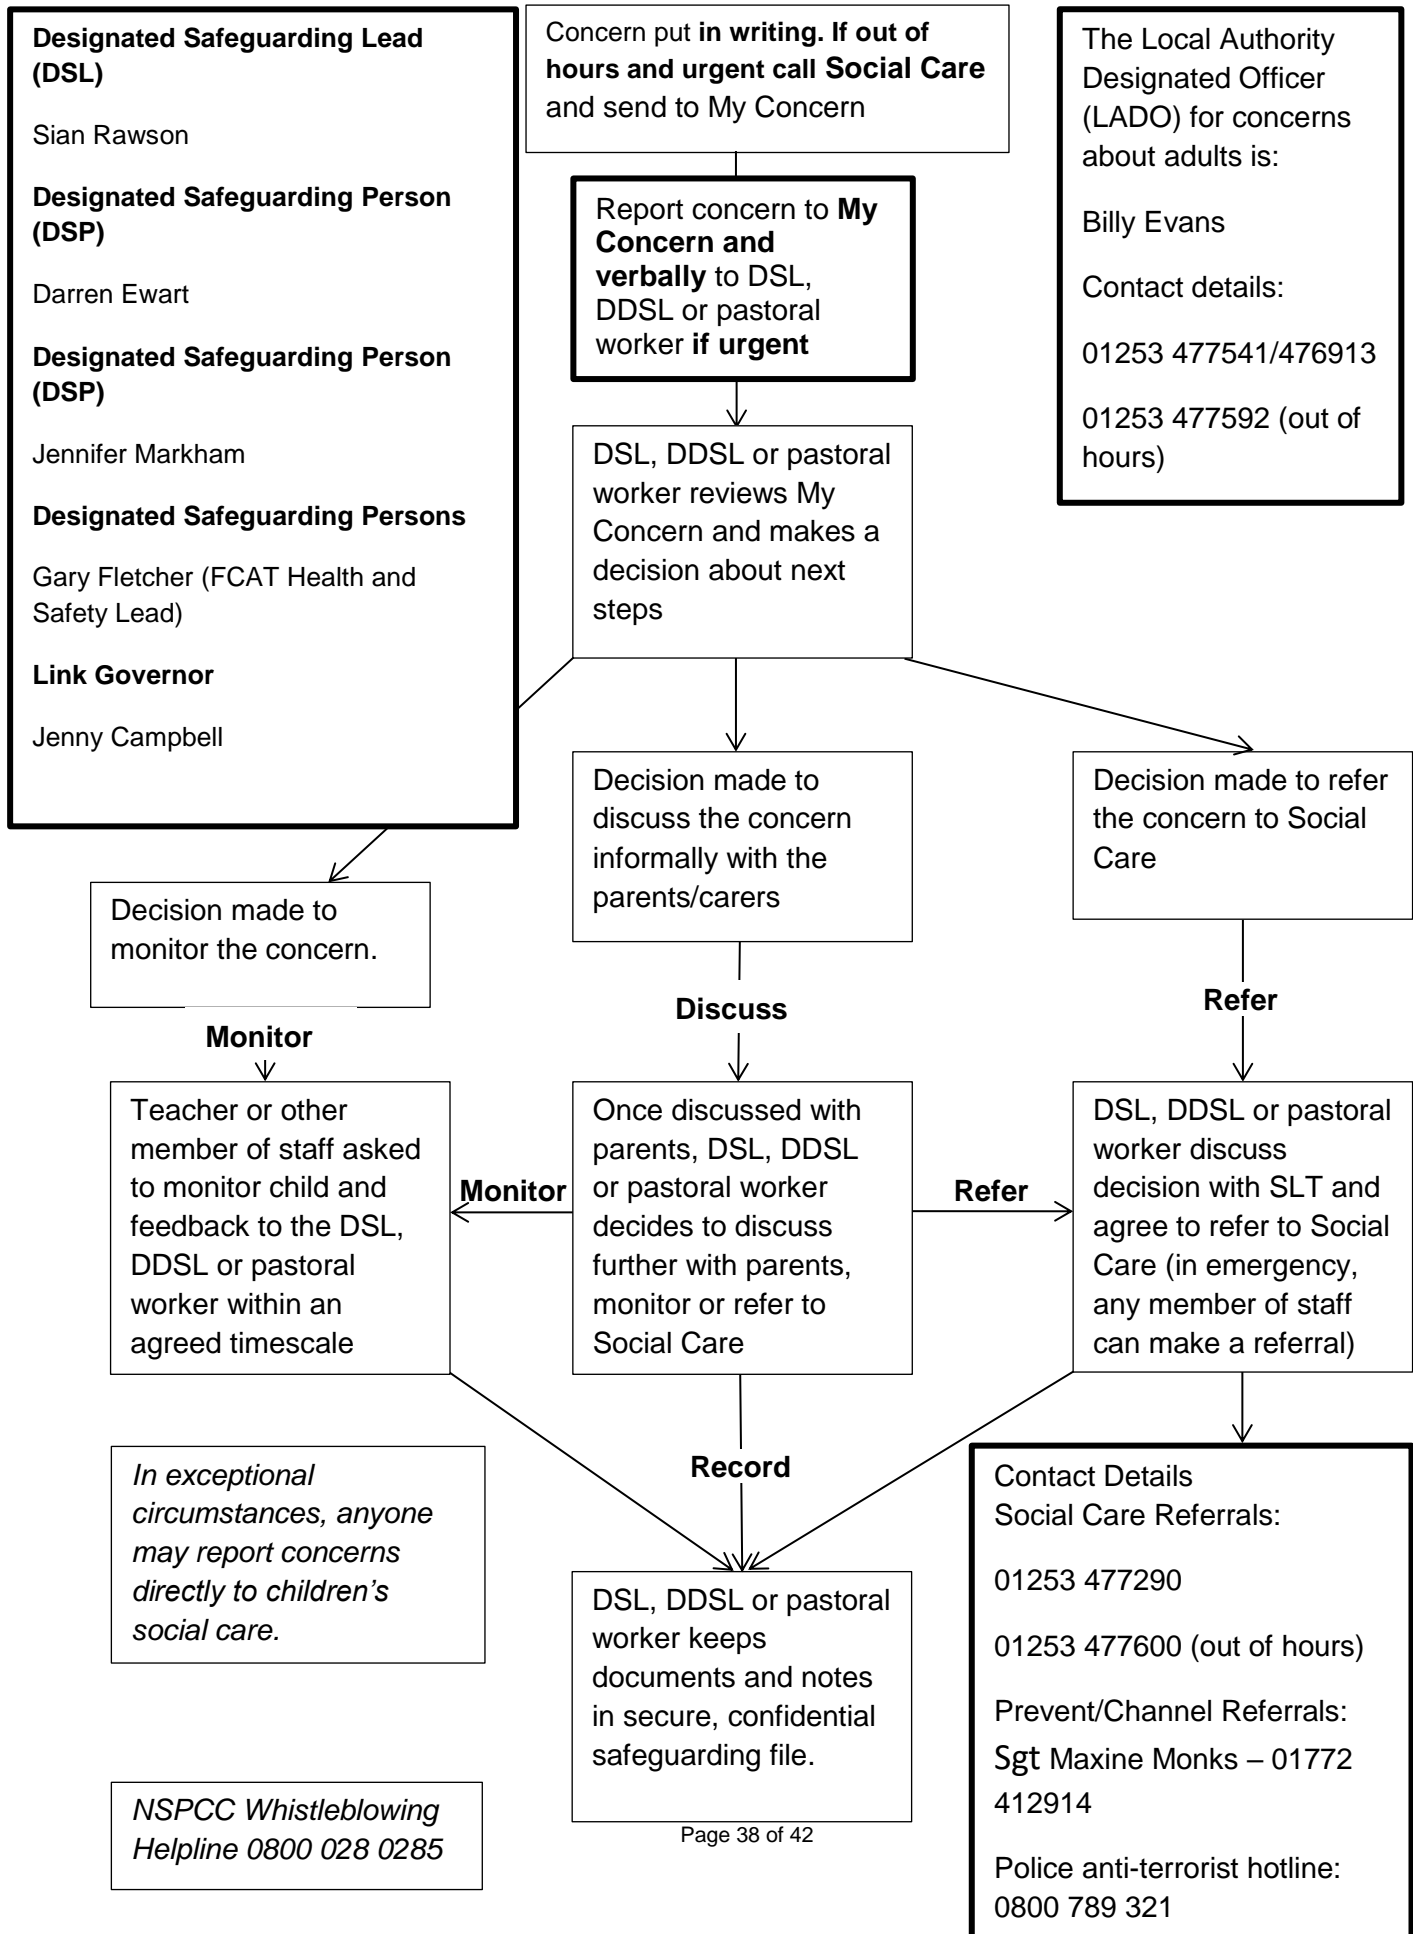 Designated Safeguarding Lead
(DSL)
Sian Rawson
Designated Safeguarding Person
(DSP)
Darren Ewart
Designated Safeguarding Person
(DSP)
Jennifer Markham
Designated Safeguarding Persons
Gary Fletcher (FCAT Health and
Safety Lead)
Link Governor
Jenny Campbell
Concern put in writing. If out of
hours and urgent call Social Care
and send to My Concern
Report concern to My
Concern and
verbally to DSL,
DDSL or pastoral
worker if urgent
The Local Authority
Designated Officer
(LADO) for concerns
about adults is:
Billy Evans
Contact details:
01253 477541/476913
01253 477592 (out of
hours)
DSL, DDSL or pastoral
worker reviews My
Concern and makes a
decision about next
steps
Decision made to
monitor the concern.
Decision made to
discuss the concern
informally with the
parents/carers
Decision made to refer
the concern to Social
Care
Monitor
Discuss
Refer
Teacher or other
member of staff asked
to monitor child and
feedback to the DSL,
DDSL or pastoral
worker within an
agreed timescale
Monitor
Once discussed with
parents, DSL, DDSL
or pastoral worker
decides to discuss
further with parents,
monitor or refer to
Social Care
Refer
DSL, DDSL or pastoral
worker discuss
decision with SLT and
agree to refer to Social
Care (in emergency,
any member of staff
can make a referral)
In exceptional
circumstances, anyone
may report concerns
directly to children’s
social care.
Record
DSL, DDSL or pastoral
worker keeps
documents and notes
in secure, confidential
safeguarding file.
Contact Details
Social Care Referrals:
01253 477290
01253 477600 (out of hours)
Prevent/Channel Referrals:
Sgt Maxine Monks – 01772
412914
Police anti-terrorist hotline:
0800 789 321
NSPCC Whistleblowing
Helpline 0800 028 0285
Page 38 of 42